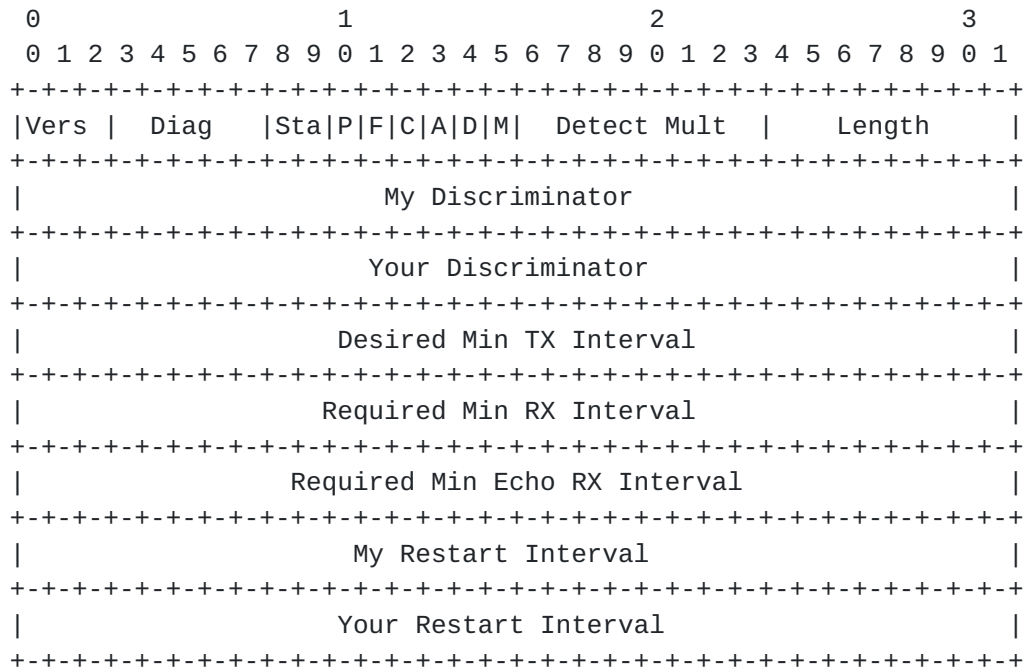 0                   1                   2                   3
 0 1 2 3 4 5 6 7 8 9 0 1 2 3 4 5 6 7 8 9 0 1 2 3 4 5 6 7 8 9 0 1
+-+-+-+-+-+-+-+-+-+-+-+-+-+-+-+-+-+-+-+-+-+-+-+-+-+-+-+-+-+-+-+-+
|Vers |  Diag   |Sta|P|F|C|A|D|M|  Detect Mult  |    Length     |
+-+-+-+-+-+-+-+-+-+-+-+-+-+-+-+-+-+-+-+-+-+-+-+-+-+-+-+-+-+-+-+-+
|                       My Discriminator                        |
+-+-+-+-+-+-+-+-+-+-+-+-+-+-+-+-+-+-+-+-+-+-+-+-+-+-+-+-+-+-+-+-+
|                      Your Discriminator                       |
+-+-+-+-+-+-+-+-+-+-+-+-+-+-+-+-+-+-+-+-+-+-+-+-+-+-+-+-+-+-+-+-+
|                    Desired Min TX Interval                    |
+-+-+-+-+-+-+-+-+-+-+-+-+-+-+-+-+-+-+-+-+-+-+-+-+-+-+-+-+-+-+-+-+
|                   Required Min RX Interval                    |
+-+-+-+-+-+-+-+-+-+-+-+-+-+-+-+-+-+-+-+-+-+-+-+-+-+-+-+-+-+-+-+-+
|                 Required Min Echo RX Interval                 |
+-+-+-+-+-+-+-+-+-+-+-+-+-+-+-+-+-+-+-+-+-+-+-+-+-+-+-+-+-+-+-+-+
|                     My Restart Interval                       |
+-+-+-+-+-+-+-+-+-+-+-+-+-+-+-+-+-+-+-+-+-+-+-+-+-+-+-+-+-+-+-+-+
|                    Your Restart Interval                      |
+-+-+-+-+-+-+-+-+-+-+-+-+-+-+-+-+-+-+-+-+-+-+-+-+-+-+-+-+-+-+-+-+